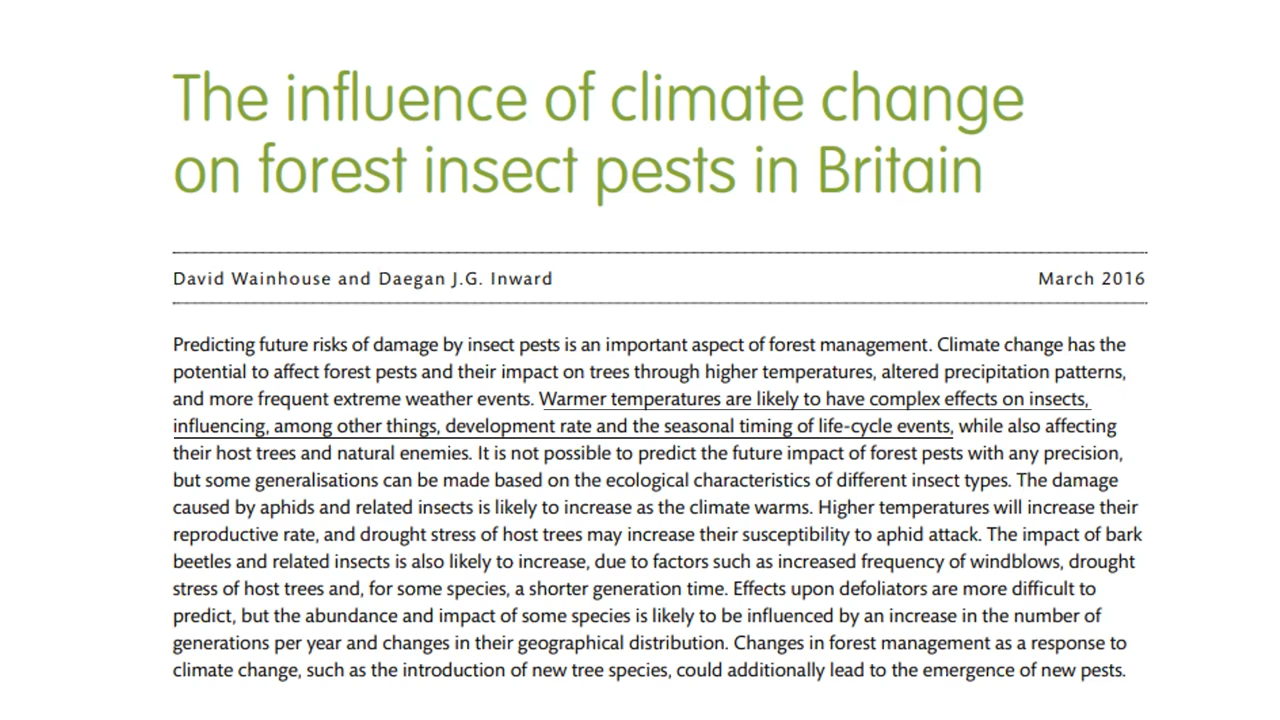 The influence of climate change
on forest insect pests in Britain
David Wainhouse and Daegan J.G. Inward
March 2016
Predicting future risks of damage by insect pests is an important aspect of forest management. Climate change has the
potential to affect forest pests and their impact on trees through higher temperatures, altered precipitation patterns,
and more frequent extreme weather events. Warmer temperatures are likely to have complex effects on insects,
influencing, among other things, development rate and the seasonal timing of life-cycle events, while also affecting
their host trees and natural enemies. It is not possible to predict the future impact of forest pests with any precision,
but some generalisations can be made based on the ecological characteristics of different insect types. The damage
caused by aphids and related insects is likely to increase as the climate warms. Higher temperatures will increase their
reproductive rate, and drought stress of host trees may increase their susceptibility to aphid attack. The impact of bark
beetles and related insects is also likely to increase, due to factors such as increased frequency of windblows, drought
stress of host trees and, for some species, a shorter generation time. Effects upon defoliators are more difficult to
predict, but the abundance and impact of some species is likely to be influenced by an increase in the number of
generations per year and changes in their geographical distribution. Changes in forest management as a response to
climate change, such as the introduction of new tree species, could additionally lead to the emergence of new pests.